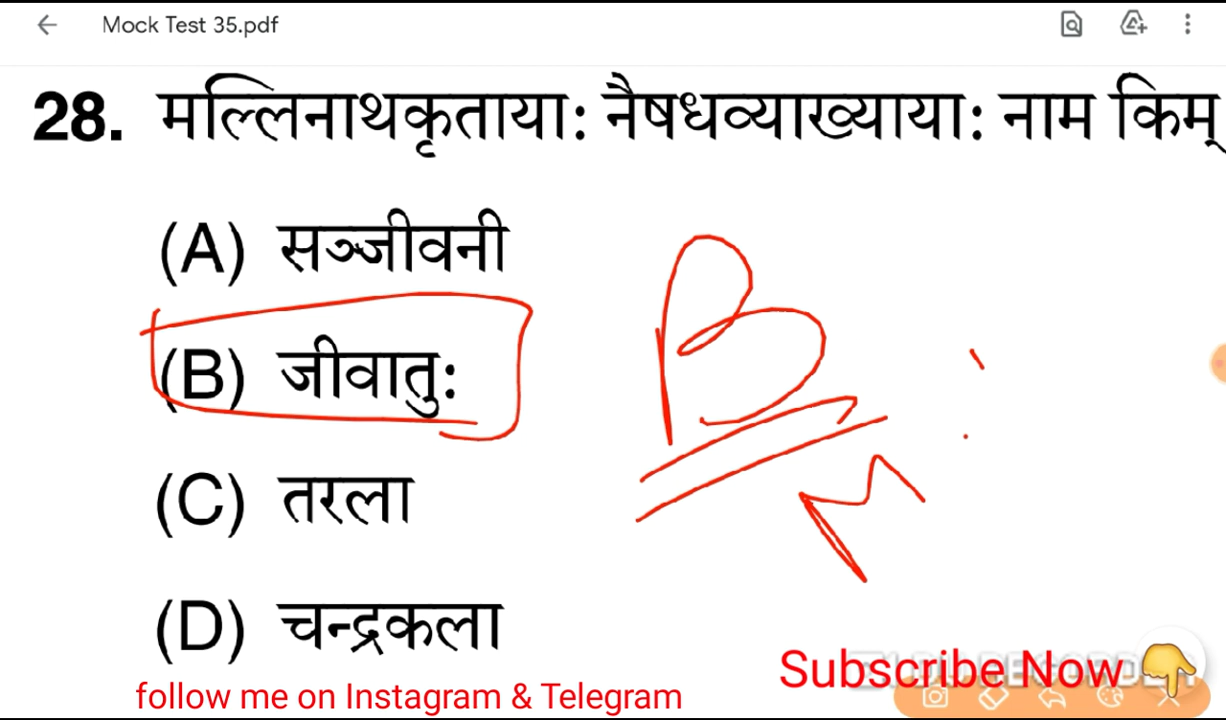 Mock Test 35.pdf
28. मल्लिनाथकृतायाः नैषधव्याख्यायाः नाम किम्
(A) सञ्जीवनी
(B) जीवातुः
B
(C) तरला
(D) चन्द्रकला
Subscribe Now
follow me on Instagram & Telegram